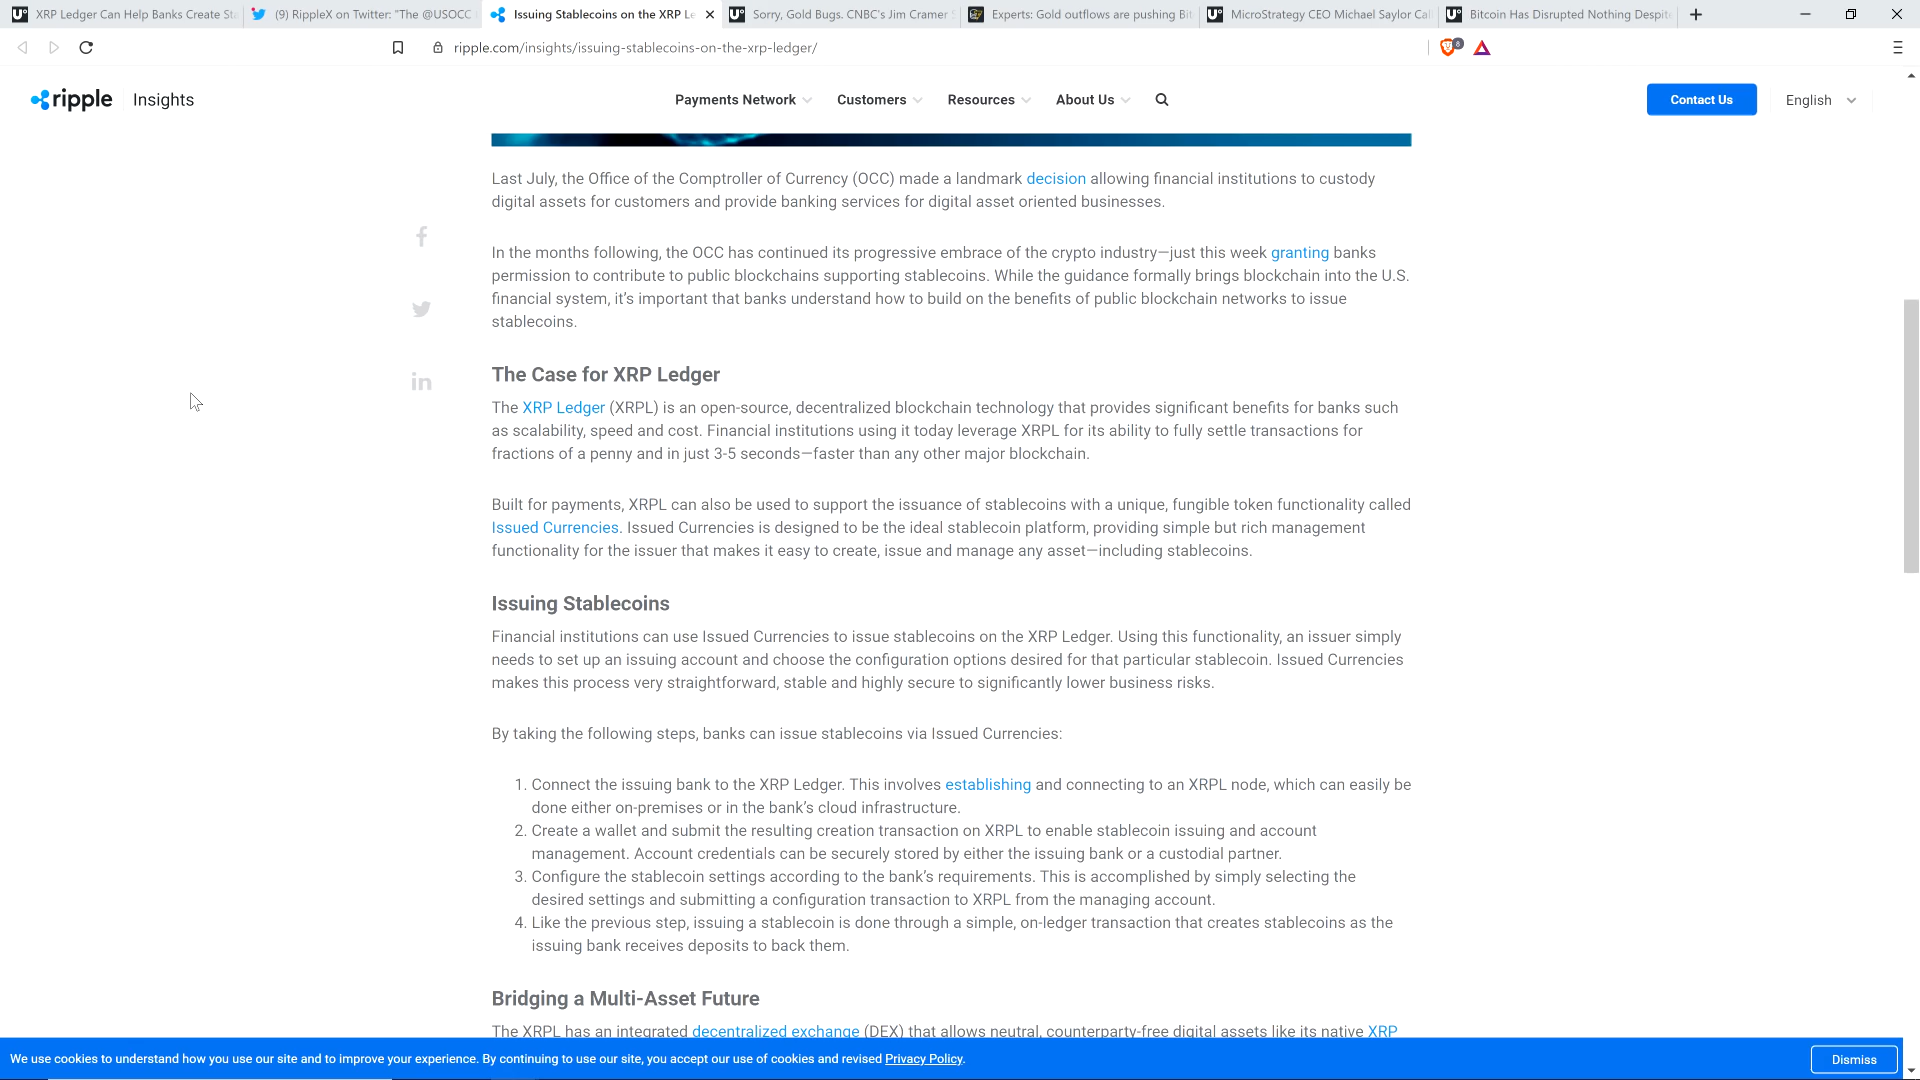 XRP Ledger Can Help Banks Create Sta
(9) RippleX on Twitter: "The @USOCC
Issuing Stablecoins on the XRP Le
Sorry, Gold Bugs. CNBC's Jim Cramer S
Experts: Gold outflows are pushing Bit
MicroStrategy CEO Michael Saylor Cal
Bitcoin Has Disrupted Nothing Despite
ripple.com/insights/issuing-stablecoins-on-the-xrp-ledger/
8
ripple Insights
Payments Network Customers Resources About Us
Contact Us English
Last July, the Office of the Comptroller of Currency (OCC) made a landmark decision allowing financial institutions to custody
digital assets for customers and provide banking services for digital asset oriented businesses.
In the months following, the OCC has continued its progressive embrace of the crypto industry—just this week granting banks
permission to contribute to public blockchains supporting stablecoins. While the guidance formally brings blockchain into the U.S.
financial system, it's important that banks understand how to build on the benefits of public blockchain networks to issue
stablecoins.
The Case for XRP Ledger
The XRP Ledger (XRPL) is an open-source, decentralized blockchain technology that provides significant benefits for banks such
as scalability, speed and cost. Financial institutions using it today leverage XRPL for its ability to fully settle transactions for
fractions of a penny and in just 3-5 seconds—faster than any other major blockchain.
Built for payments, XRPL can also be used to support the issuance of stablecoins with a unique, fungible token functionality called
Issued Currencies. Issued Currencies is designed to be the ideal stablecoin platform, providing simple but rich management
functionality for the issuer that makes it easy to create, issue and manage any asset—including stablecoins.
Issuing Stablecoins
Financial institutions can use Issued Currencies to issue stablecoins on the XRP Ledger. Using this functionality, an issuer simply
needs to set up an issuing account and choose the configuration options desired for that particular stablecoin. Issued Currencies
makes this process very straightforward, stable and highly secure to significantly lower business risks.
By taking the following steps, banks can issue stablecoins via Issued Currencies:
1. Connect the issuing bank to the XRP Ledger. This involves establishing and connecting to an XRPL node, which can easily be
done either on-premises or in the bank's cloud infrastructure.
2. Create a wallet and submit the resulting creation transaction on XRPL to enable stablecoin issuing and account
management. Account credentials can be securely stored by either the issuing bank or a custodial partner.
3. Configure the stablecoin settings according to the bank's requirements. This is accomplished by simply selecting the
desired settings and submitting a configuration transaction to XRPL from the managing account.
4. Like the previous step, issuing a stablecoin is done through a simple, on-ledger transaction that creates stablecoins as the
issuing bank receives deposits to back them.
Bridging a Multi-Asset Future
The XRPL has an integrated decentralized exchange (DEX) that allows neutral, counterparty-free digital assets like its native XRP
We use cookies to understand how you use our site and to improve your experience. By continuing to use our site, you accept our use of cookies and revised Privacy Policy.
Dismiss